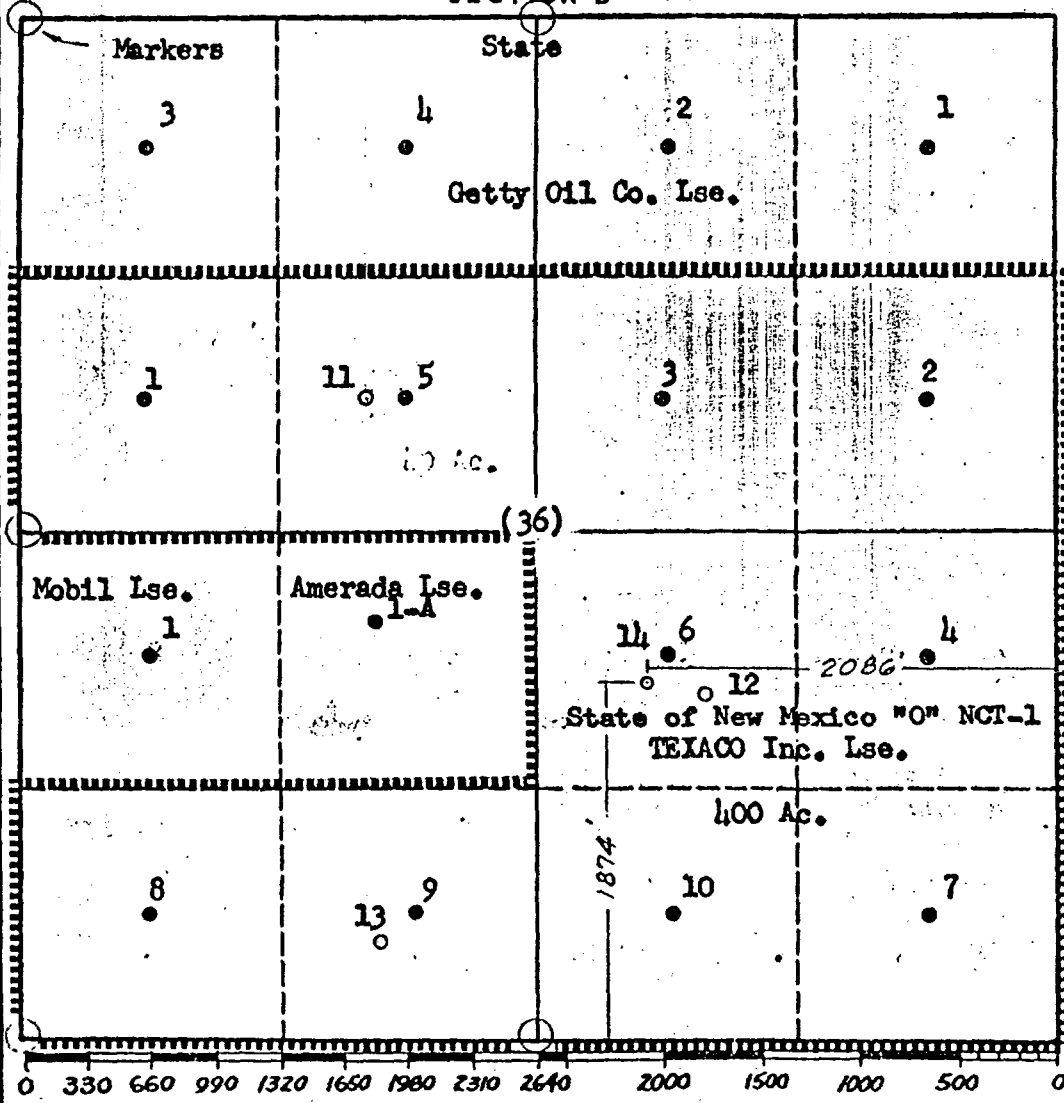 Markers
State
3
4
2
1
Getty Oil Co. Lse.
1
11
5
3
2
40 Ac.
(36)
Mobil Lse.
Amerada Lse.
1
1-A
14
6
4
2086'
12
State of New Mexico "O" NCT-1
TEXACO Inc. Lse.
400 Ac.
1874'
8
13
9
10
7
0 330 660 990 1320 1650 1980 2310 2640 2000 1500 1000 500 0